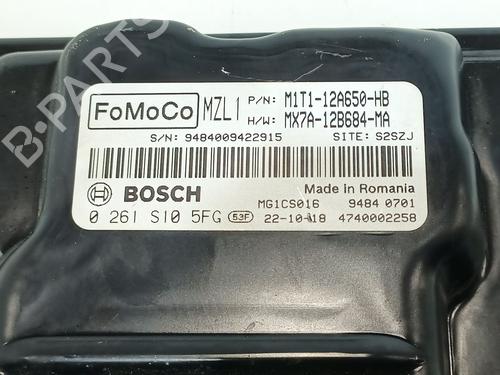 FoMoCo MZL1 P/N: M1T1-12A650-HB
H/W: MX7A-12B684-MA
S/N: 9484009422915 SITE: S2SZJ
BOSCH Made in Romania
MG1CS016 9484 0701
0 261 S10 5FG 53F 22-10-18 4740002258